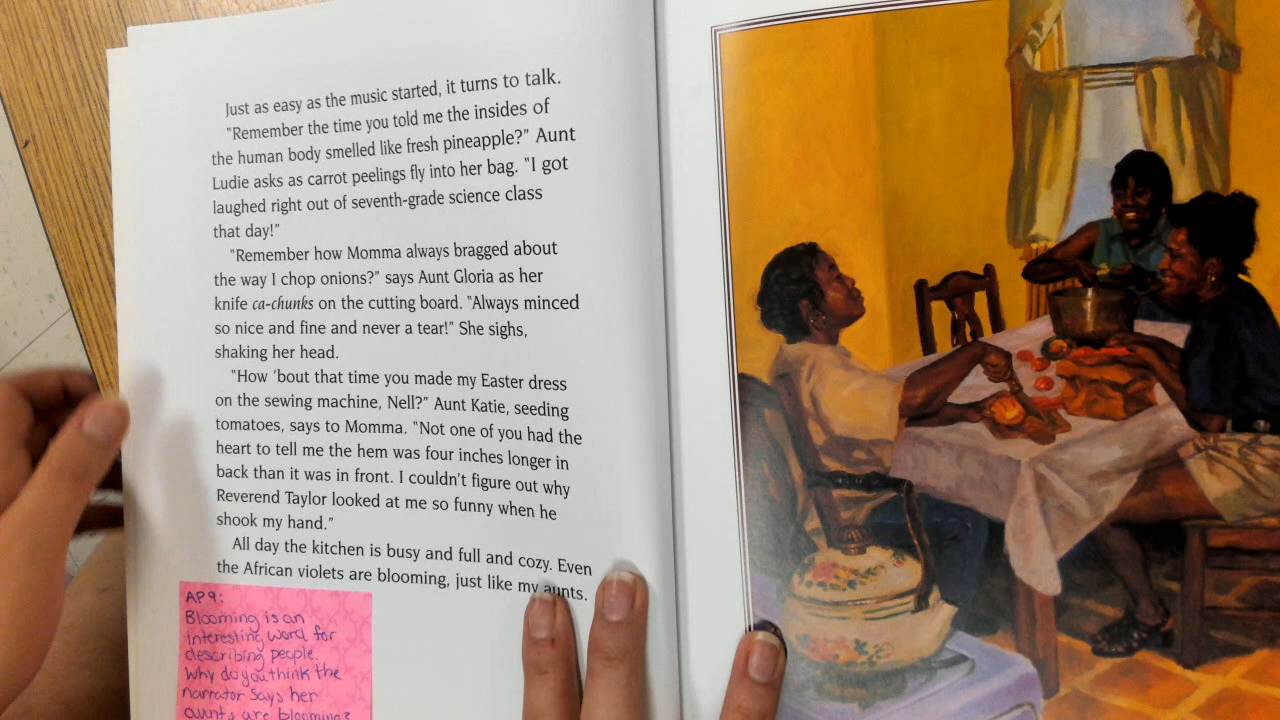 Just as easy as the music started, it turns to talk.
"Remember the time you told me the insides of
the human body smelled like fresh pineapple?" Aunt
Ludie asks as carrot peelings fly into her bag. "I got
laughed right out of seventh-grade science class
that day!"
"Remember how Momma always bragged about
the way I chop onions?" says Aunt Gloria as her
knife ca-chunks on the cutting board. "Always minced
so nice and fine and never a tear!" She sighs,
shaking her head.
"How 'bout that time you made my Easter dress
on the sewing machine, Nell?" Aunt Katie, seeding
tomatoes, says to Momma. "Not one of you had the
heart to tell me the hem was four inches longer in
back than it was in front. I couldn't figure out why
Reverend Taylor looked at me so funny when he
shook my hand."
All day the kitchen is busy and full and cozy. Even
the African violets are blooming, just like my aunts.
AP9:
Blooming is an
interesting word for
describing people.
Why do you think the
narrator says her
aunts are blooming?